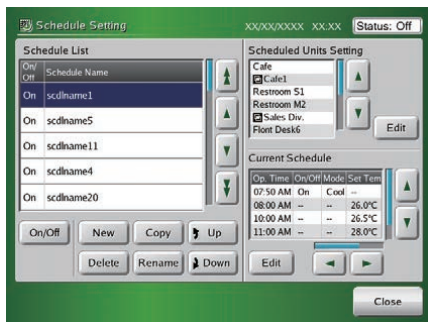 Schedule Setting
XX/XX/XXXX XX:XX
Status: Off
Schedule List
On/Off Schedule Name
On scdlname1
On scdlname5
On scdlname11
On scdlname4
On scdlname20
On/Off New Copy Up
Delete Rename Down
Scheduled Units Setting
Cafe
Cafe1
Restroom S1
Restroom M2
Sales Div.
Flont Desk6
Edit
Current Schedule
Op. Time On/Off Mode Set Tem
07:50 AM On Cool --
08:00 AM -- -- 26.0°C
10:00 AM -- -- 26.5°C
11:00 AM -- -- 28.0°C
Edit
Close